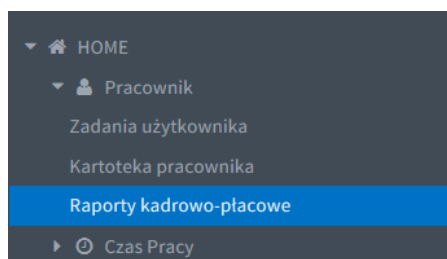 HOME
Pracownik
Zadania użytkownika
Kartoteka pracownika
Raporty kadrowo-płacowe
Czas Pracy